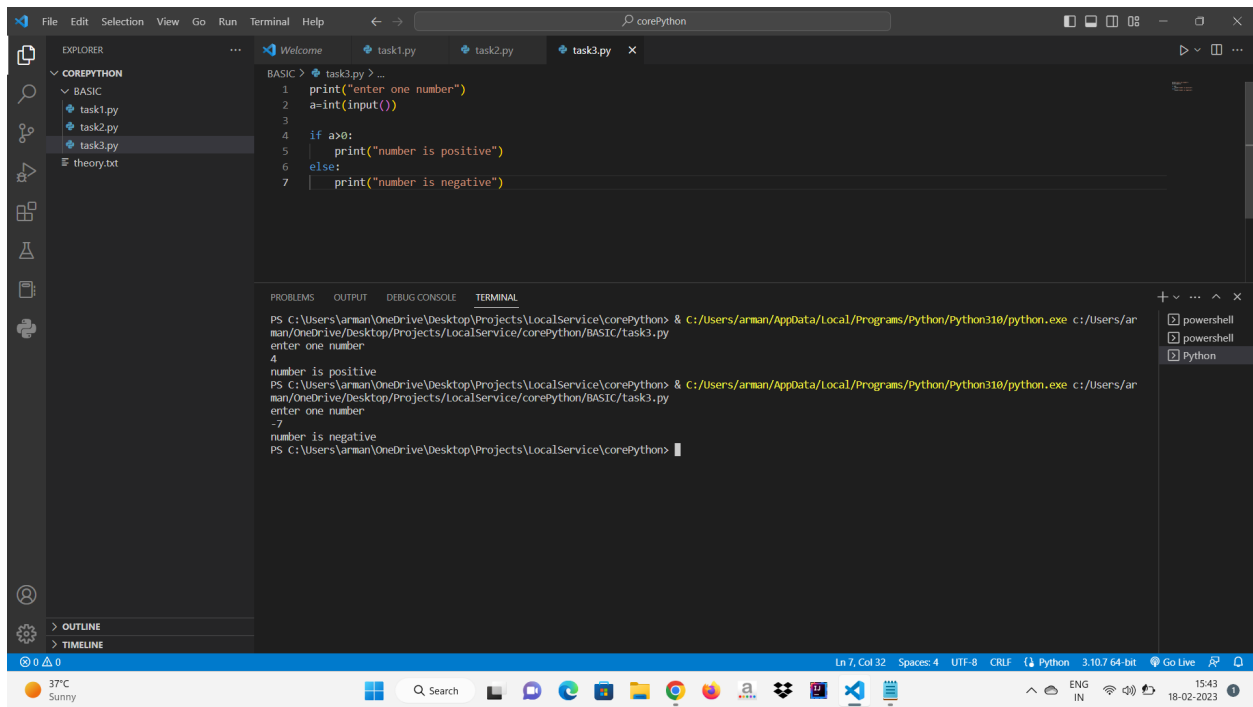 File Edit Selection View Go Run Terminal Help
corePython
EXPLORER
Welcome task1.py task2.py task3.py
COREPYTHON
BASIC
task1.py
task2.py
task3.py
theory.txt
BASIC > task3.py > ...
1 print("enter one number")
2 a=int(input())
3
4 if a>0:
5 print("number is positive")
6 else:
7 print("number is negative")
PROBLEMS OUTPUT DEBUG CONSOLE TERMINAL
PS C:\Users\arman\OneDrive\Desktop\Projects\LocalService\corePython> & C:/Users/arman/AppData/Local/Programs/Python/Python310/python.exe c:/Users/ar
man/OneDrive/Desktop/Projects/LocalService/corePython/BASIC/task3.py
enter one number
4
number is positive
PS C:\Users\arman\OneDrive\Desktop\Projects\LocalService\corePython> & C:/Users/arman/AppData/Local/Programs/Python/Python310/python.exe c:/Users/ar
man/OneDrive/Desktop/Projects/LocalService/corePython/BASIC/task3.py
enter one number
-7
number is negative
PS C:\Users\arman\OneDrive\Desktop\Projects\LocalService\corePython>
powershell
powershell
Python
OUTLINE
TIMELINE
0 0
Ln 7, Col 32 Spaces: 4 UTF-8 CRLF Python 3.10.7 64-bit Go Live
37°C
Sunny
Search
ENG
IN
15:43
18-02-2023
1